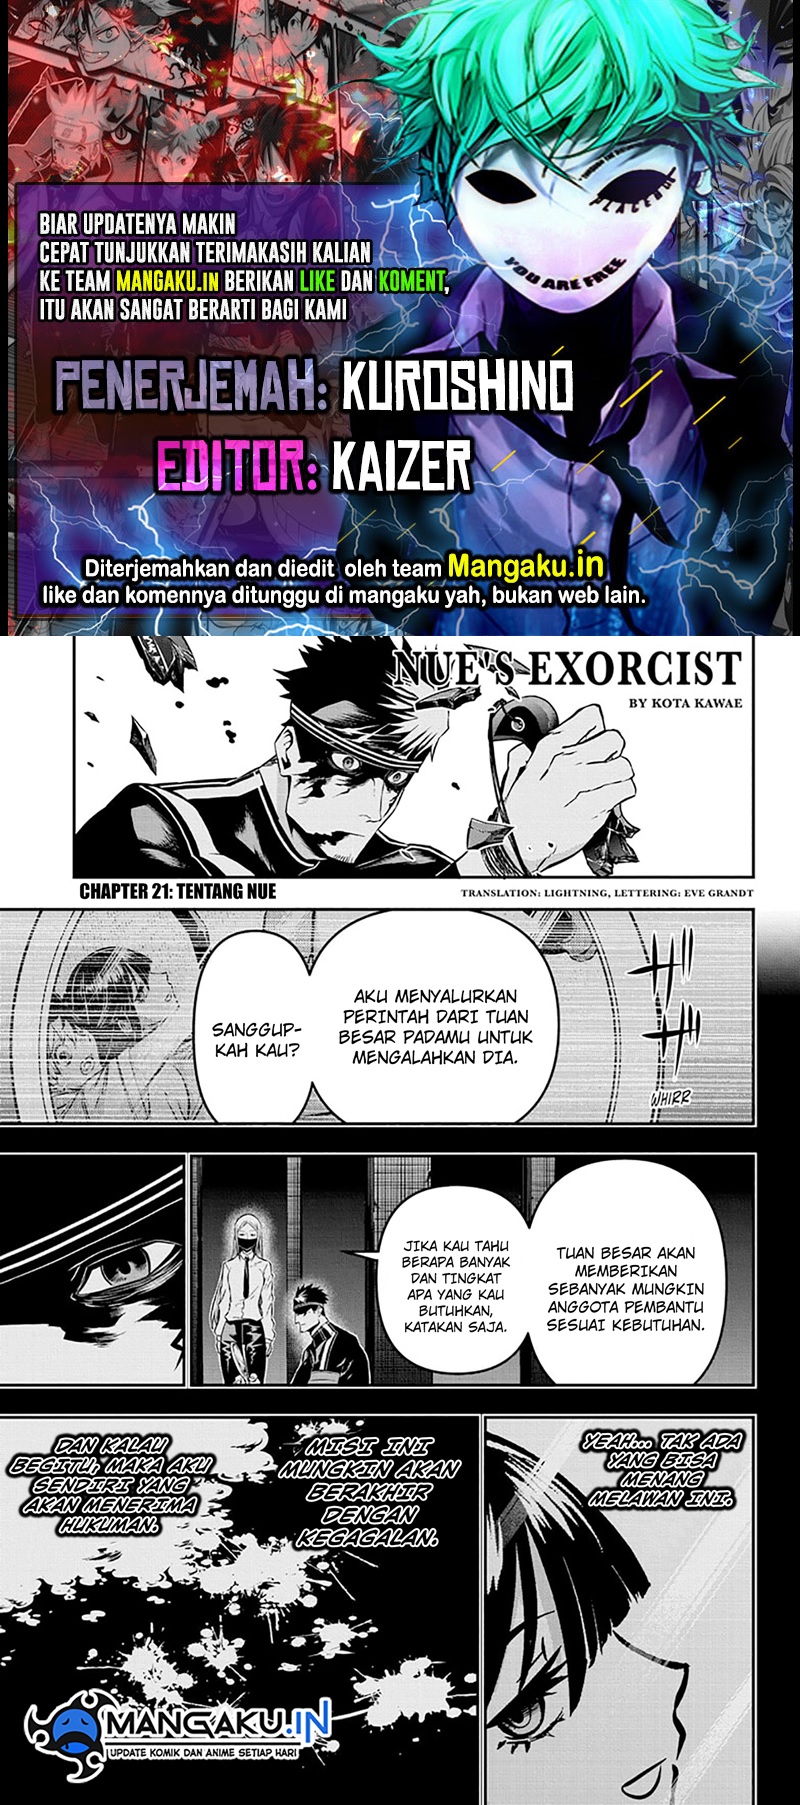 BIAR UPDATENYA MAKIN
CEPAT TUNJUKKAN TERIMAKASIH KALIAN
KE TEAM MANGAKU.IN BERIKAN LIKE DAN KOMENT,
ITU AKAN SANGAT BERARTI BAGI KAMI
PLACEFUL
YOU ARE FREE
PENERJEMAH: KUROSHINO
EDITOR: KAIZER
Diterjemahkan dan diedit oleh team Mangaku.in
like dan komennya ditunggu di mangaku yah, bukan web lain.
NUE'S EXORCIST
BY KOTA KAWAE
CHAPTER 21: TENTANG NUE
TRANSLATION: LIGHTNING, LETTERING: EVE GRANDT
AKU MENYALURKAN
PERINTAH DARI TUAN
BESAR PADAMU UNTUK
MENGALAHKAN DIA.
SANGGUP-
KAH KAU?
ザザ
WHIRR
TUAN BESAR AKAN
MEMBERIKAN
SEBANYAK MUNGKIN
ANGGOTA PEMBANTU
SESUAI KEBUTUHAN.
JIKA KAU TAHU
BERAPA BANYAK
DAN TINGKAT
APA YANG KAU
BUTUHKAN,
KATAKAN SAJA.
YEAH... TAK ADA
YANG BISA
MENANG
MELAWAN INI.
MISI INI
MUNGKIN AKAN
BERAKHIR
DENGAN
KEGAGALAN.
DAN KALAU
BEGITU, MAKA AKU
SENDIRI YANG
AKAN MENERIMA
HUKUMAN.
MANGAKU.IN
UPDATE KOMIK DAN ANIME SETIAP HARI